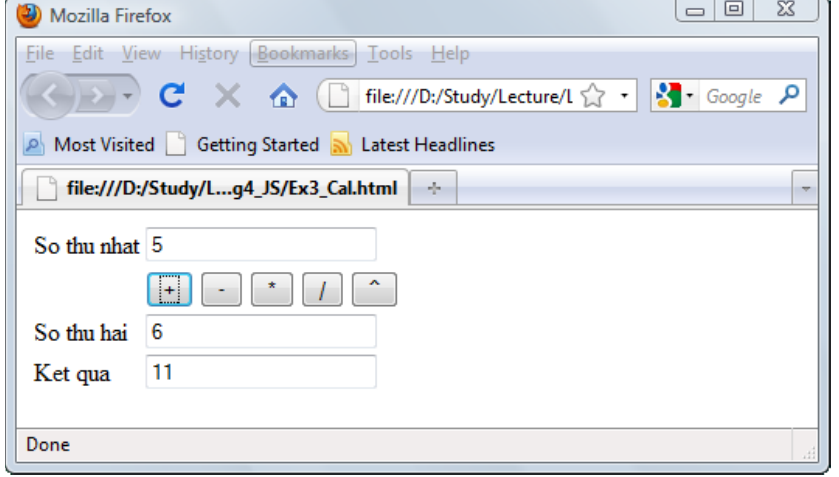 Mozilla Firefox
File Edit View History Bookmarks Tools Help
file:///D:/Study/Lecture/L Google
Most Visited Getting Started Latest Headlines
file:///D:/Study/L...g4_JS/Ex3_Cal.html
So thu nhat 5
+ - * / ^
So thu hai 6
Ket qua 11
Done